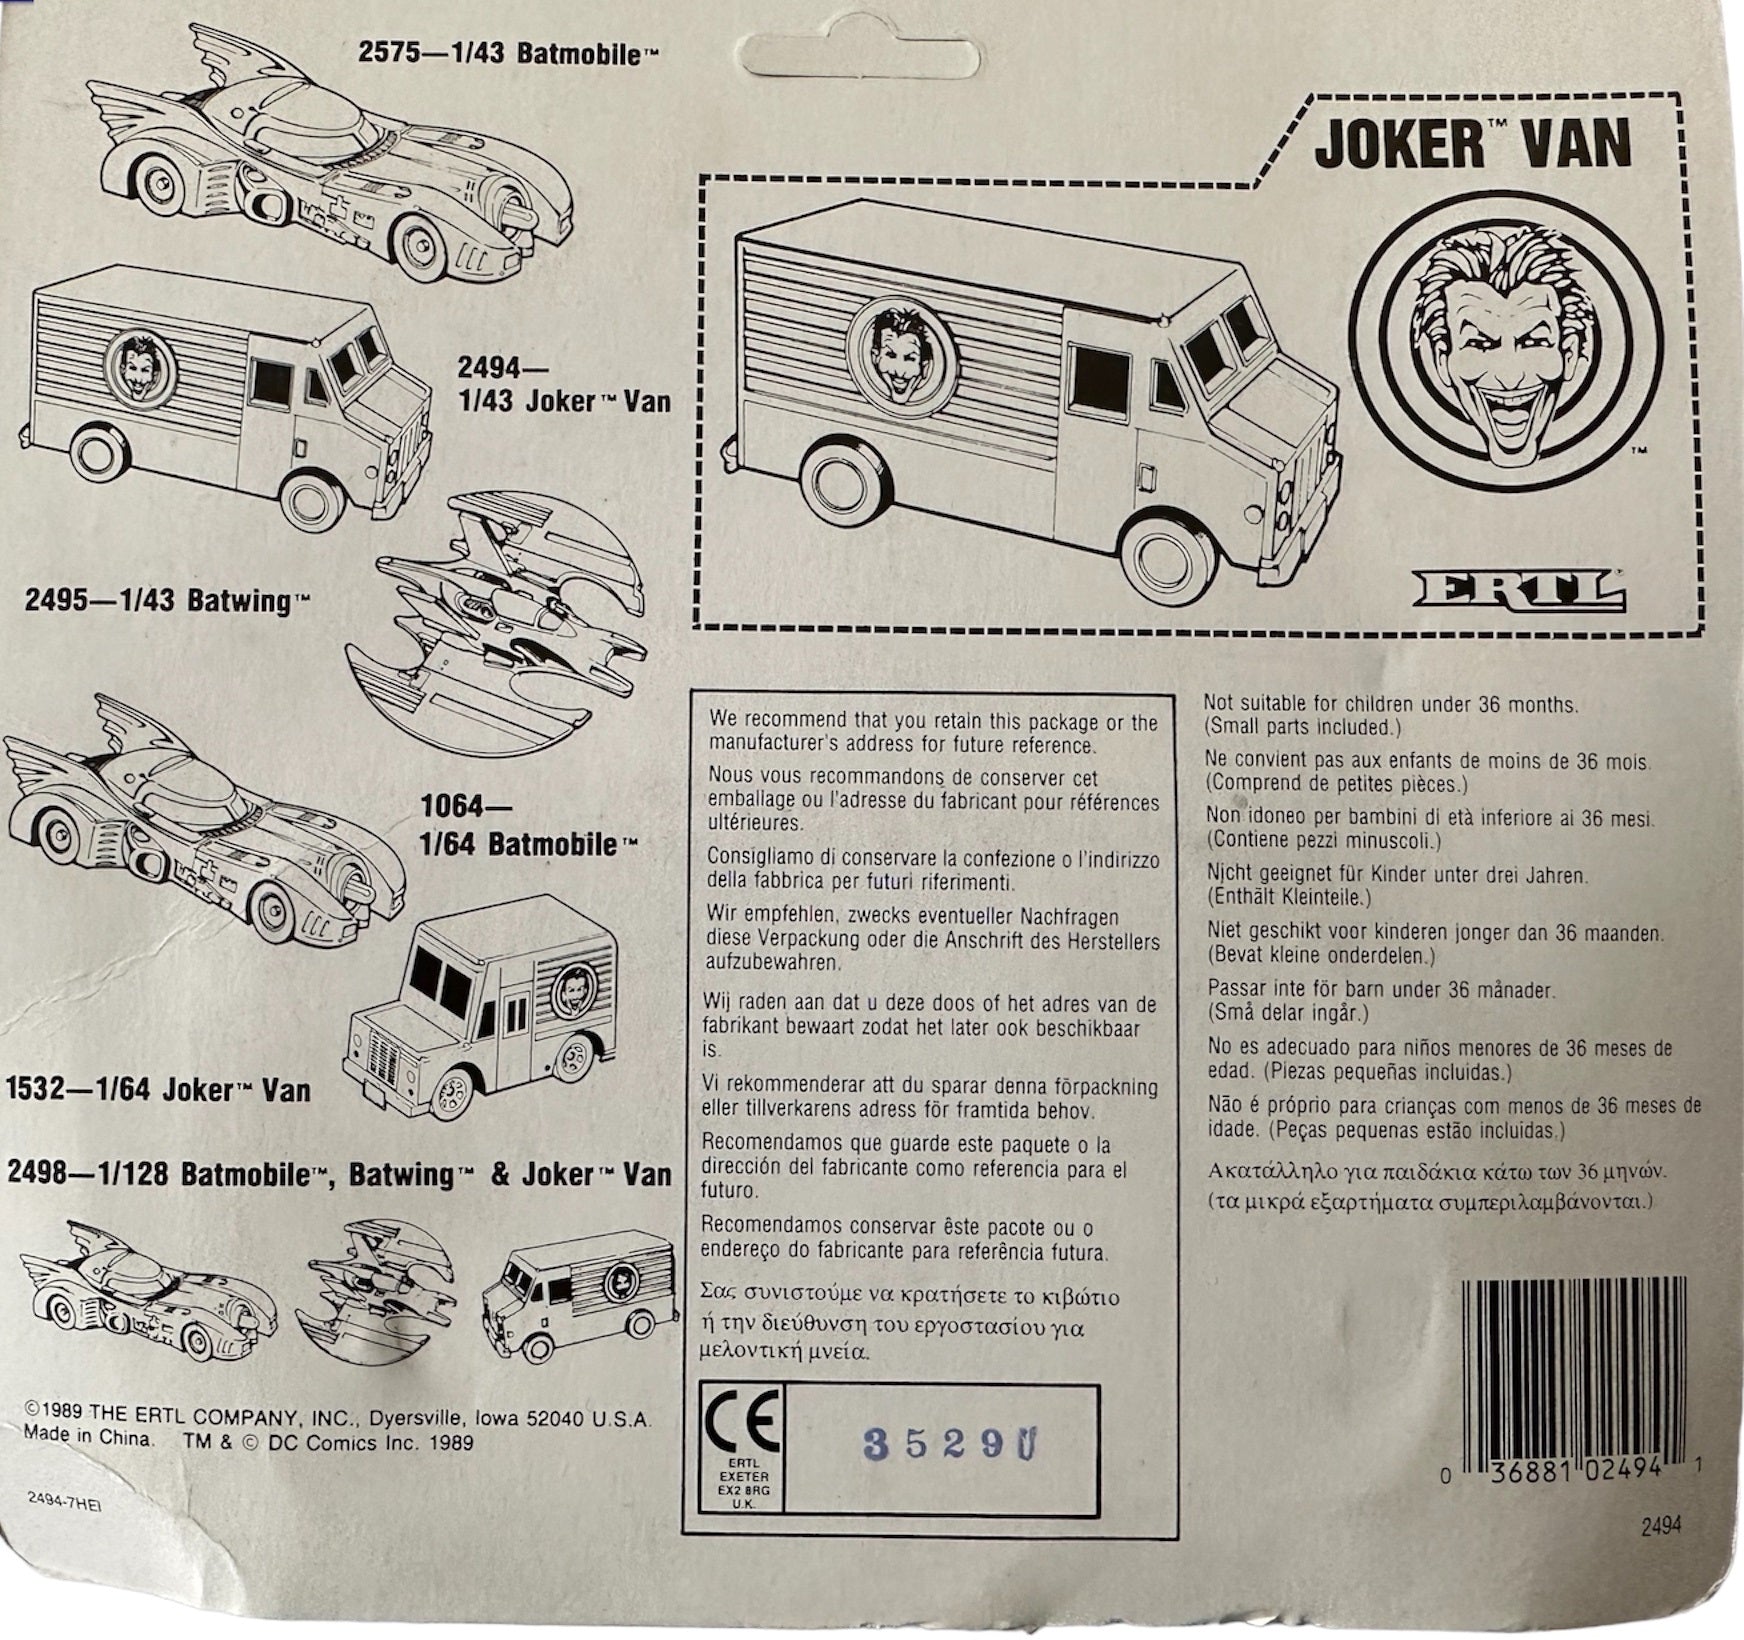 2575—1/43 Batmobile™
2494—
1/43 Joker™ Van
2495—1/43 Batwing™
1064—
1/64 Batmobile™
1532—1/64 Joker™ Van
2498—1/128 Batmobile™, Batwing™ & Joker™ Van
©1989 THE ERTL COMPANY, INC., Dyersville, Iowa 52040 U.S.A.
Made in China. TM & © DC Comics Inc. 1989
2494-7HEI
JOKER™ VAN
TM
ERTL
We recommend that you retain this package or the
manufacturer's address for future reference.
Nous vous recommandons de conserver cet
emballage ou l'adresse du fabricant pour références
ultérieures.
Consigliamo di conservare la confezione o l'indirizzo
della fabbrica per futuri riferimenti.
Wir empfehlen, zwecks eventueller Nachfragen
diese Verpackung oder die Anschrift des Herstellers
aufzubewahren.
Wij raden aan dat u deze doos of het adres van de
fabrikant bewaart zodat het later ook beschikbaar
is.
Vi rekommenderar att du sparar denna förpackning
eller tillverkarens adress för framtida behov.
Recomendamos que guarde este paquete o la
dirección del fabricante como referencia para el
futuro.
Recomendamos conservar êste pacote ou o
endereço do fabricante para referência futura.
Σας συνιστούμε να κρατήσετε το κιβώτιο
ή την διεύθυνση του εργοστασίου για
μελοντική μνεία.
CE
ERTL
EXETER
EX2 8RG
U.K.
35290
Not suitable for children under 36 months.
(Small parts included.)
Ne convient pas aux enfants de moins de 36 mois.
(Comprend de petites pièces.)
Non idoneo per bambini di età inferiore ai 36 mesi.
(Contiene pezzi minuscoli.)
Nicht geeignet für Kinder unter drei Jahren.
(Enthält Kleinteile.)
Niet geschikt voor kinderen jonger dan 36 maanden.
(Bevat kleine onderdelen.)
Passar inte för barn under 36 månader.
(Små delar ingår.)
No es adecuado para niños menores de 36 meses de
edad. (Piezas pequeñas incluidas.)
Não é próprio para crianças com menos de 36 meses de
idade. (Peças pequenas estão incluidas.)
Ακατάλληλο για παιδάκια κάτω των 36 μηνών.
(τα μικρά εξαρτήματα συμπεριλαμβάνονται.)
0 36881 02494 1
2494